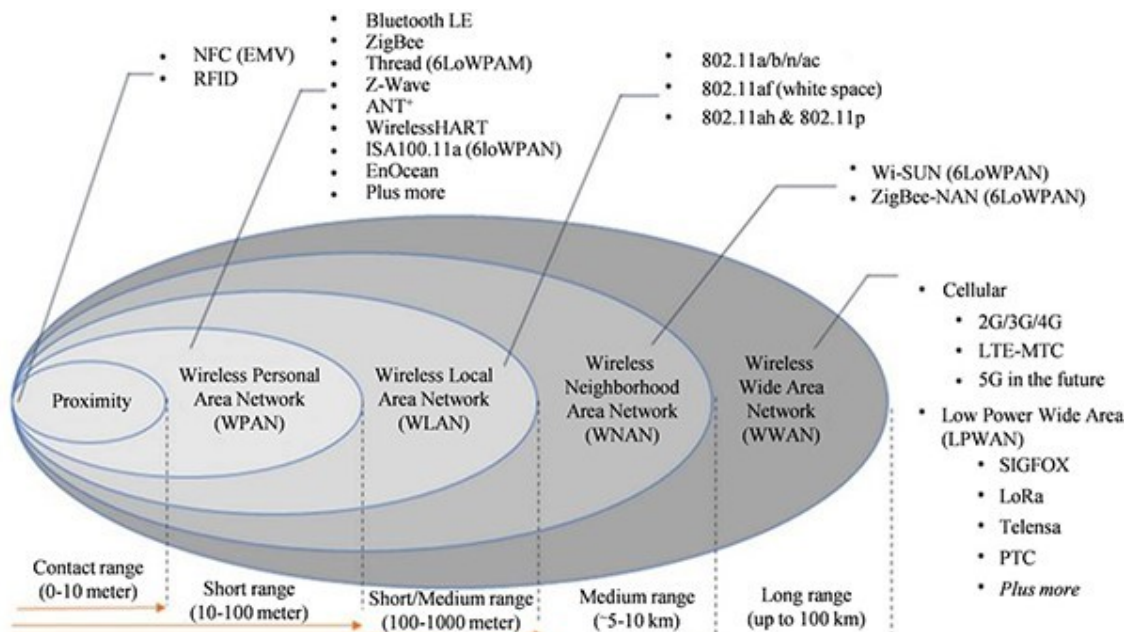 • NFC (EMV)
• RFID
• Bluetooth LE
• ZigBee
• Thread (6LoWPAM)
• Z-Wave
• ANT⁺
• WirelessHART
• ISA100.11a (6loWPAN)
• EnOcean
• Plus more
• 802.11a/b/n/ac
• 802.11af (white space)
• 802.11ah & 802.11p
• Wi-SUN (6LoWPAN)
• ZigBee-NAN (6LoWPAN)
• Cellular
• 2G/3G/4G
• LTE-MTC
• 5G in the future
• Low Power Wide Area
(LPWAN)
• SIGFOX
• LoRa
• Telensa
• PTC
• Plus more
Proximity
Wireless Personal
Area Network
(WPAN)
Wireless Local
Area Network
(WLAN)
Wireless
Neighborhood
Area Network
(WNAN)
Wireless
Wide Area
Network
(WWAN)
Contact range
(0-10 meter)
Short range
(10-100 meter)
Short/Medium range
(100-1000 meter)
Medium range
(~5-10 km)
Long range
(up to 100 km)